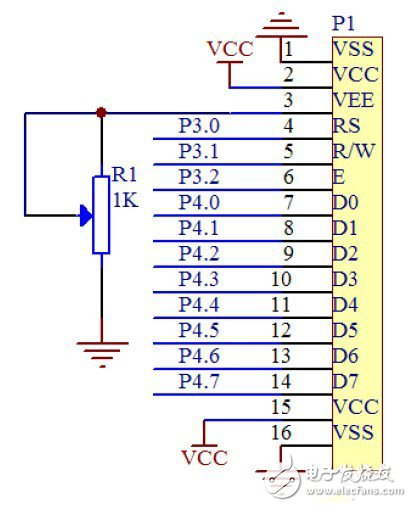 P1
VCC 1 VSS
2 VCC
3 VEE
P3.0 4 RS
P3.1 5 R/W
P3.2 6 E
R1
1K
P4.0 7 D0
P4.1 8 D1
P4.2 9 D2
P4.3 10 D3
P4.4 11 D4
P4.5 12 D5
P4.6 13 D6
P4.7 14 D7
15 VCC
16 VSS
VCC
电子发烧友
www.elecfans.com